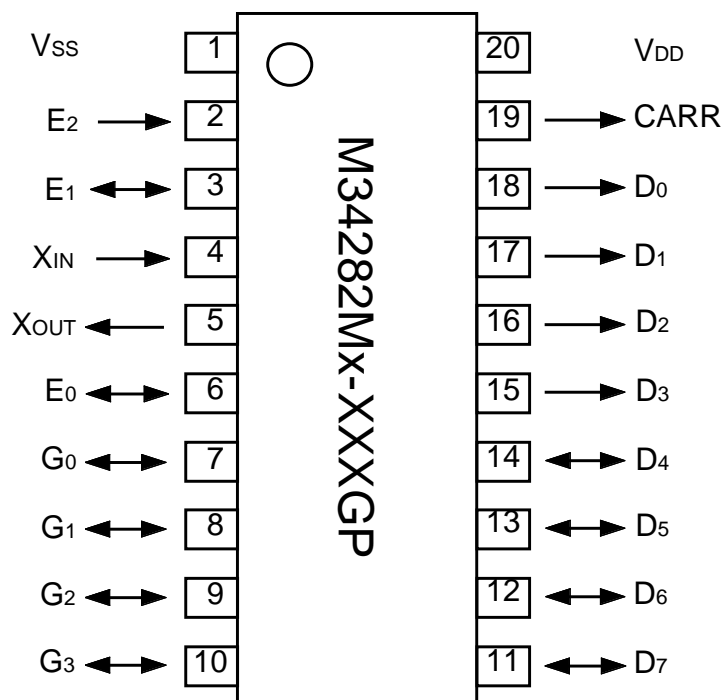 VSS 1 20 VDD
E2 2 19 CARR
E1 3 18 D0
XIN 4 17 D1
XOUT 5 16 D2
E0 6 15 D3
G0 7 14 D4
G1 8 13 D5
G2 9 12 D6
G3 10 11 D7
M34282Mx-XXXGP